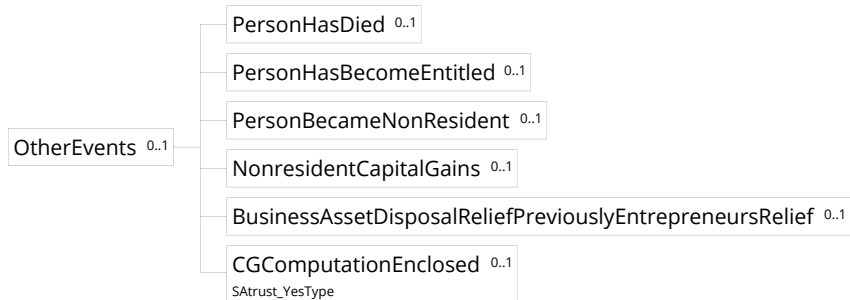 PersonHasDied 0..1
PersonHasBecomeEntitled 0..1
PersonBecameNonResident 0..1
OtherEvents 0..1
NonresidentCapitalGains 0..1
BusinessAssetDisposalReliefPreviouslyEntrepreneursRelief 0..1
CGComputationEnclosed 0..1
SAtrust_YesType